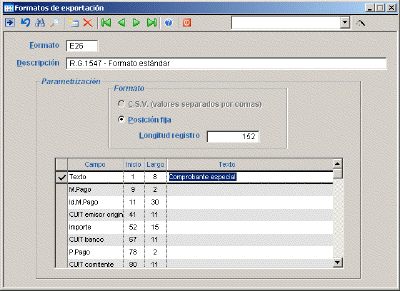 Formatos de exportación
Formato E26
Descripción R.G.1547 - Formato estándar
Parametrización
Formato
C.S.V. (valores separados por comas)
Posición fija
Longitud registro 162
Campo Inicio Largo Texto
Texto 1 8 Comprobante especial
M.Pago 9 2
Id.M.Pago 11 30
CUIT emisor origin 41 11
Importe 52 15
CUIT banco 67 11
P.Pago 78 2
CUIT comitente 80 11